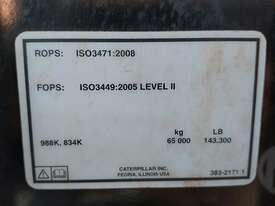 ROPS: ISO3471:2008
FOPS: ISO3449:2005 LEVEL II
kg LB
988K, 834K 65 000 143,300
CATERPILLAR INC.
PEORIA, ILLINOIS USA
383-2171 1